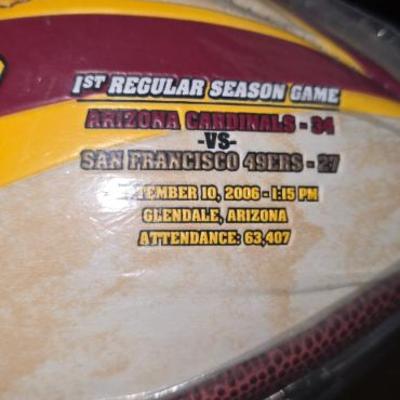 1ST REGULAR SEASON GAME
ARIZONA CARDINALS - 34
-VS-
SAN FRANCISCO 49ERS - 27
SEPTEMBER 10, 2006 - 1:15 PM
GLENDALE, ARIZONA
ATTENDANCE: 63,407